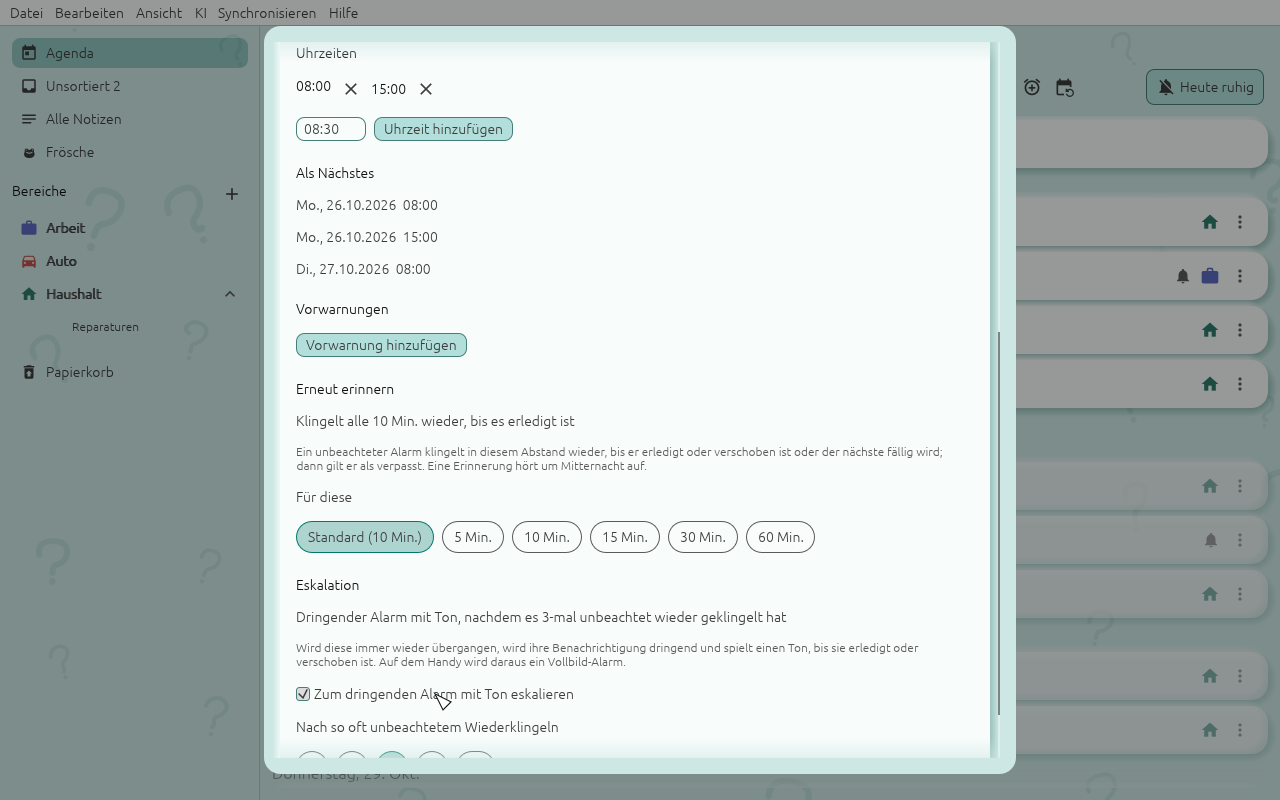 Datei Bearbeiten Ansicht KI Synchronisieren Hilfe
Agenda
Unsortiert 2
Alle Notizen
Frösche
Bereiche
Arbeit
Auto
Haushalt
Reparaturen
Papierkorb
Heute ruhig
Uhrzeiten
08:00 15:00
08:30 Uhrzeit hinzufügen
Als Nächstes
Mo., 26.10.2026 08:00
Mo., 26.10.2026 15:00
Di., 27.10.2026 08:00
Vorwarnungen
Vorwarnung hinzufügen
Erneut erinnern
Klingelt alle 10 Min. wieder, bis es erledigt ist
Ein unbeachteter Alarm klingelt in diesem Abstand wieder, bis er erledigt oder verschoben ist oder der nächste fällig wird;
dann gilt er als verpasst. Eine Erinnerung hört um Mitternacht auf.
Für diese
Standard (10 Min.) 5 Min. 10 Min. 15 Min. 30 Min. 60 Min.
Eskalation
Dringender Alarm mit Ton, nachdem es 3-mal unbeachtet wieder geklingelt hat
Wird diese immer wieder übergangen, wird ihre Benachrichtigung dringend und spielt einen Ton, bis sie erledigt oder
verschoben ist. Auf dem Handy wird daraus ein Vollbild-Alarm.
Zum dringenden Alarm mit Ton eskalieren
Nach so oft unbeachtetem Wiederklingeln
Donnerstag, 29. Okt.